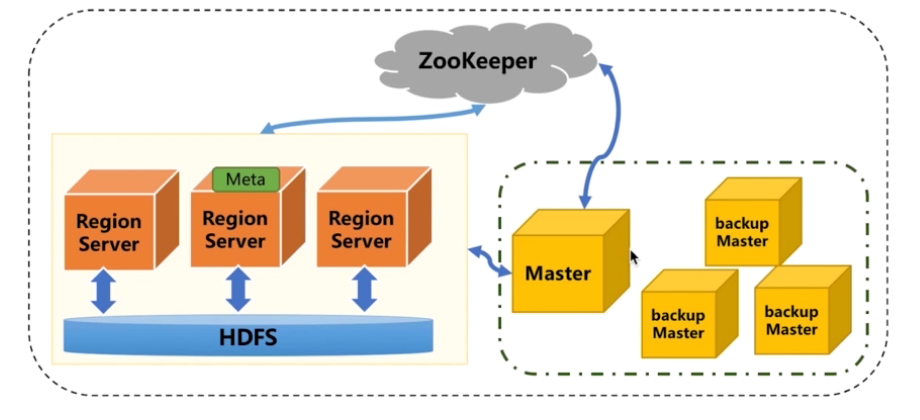 ZooKeeper
Meta
Region
Server
Region
Server
Region
Server
HDFS
Master
backup
Master
backup
Master
backup
Master